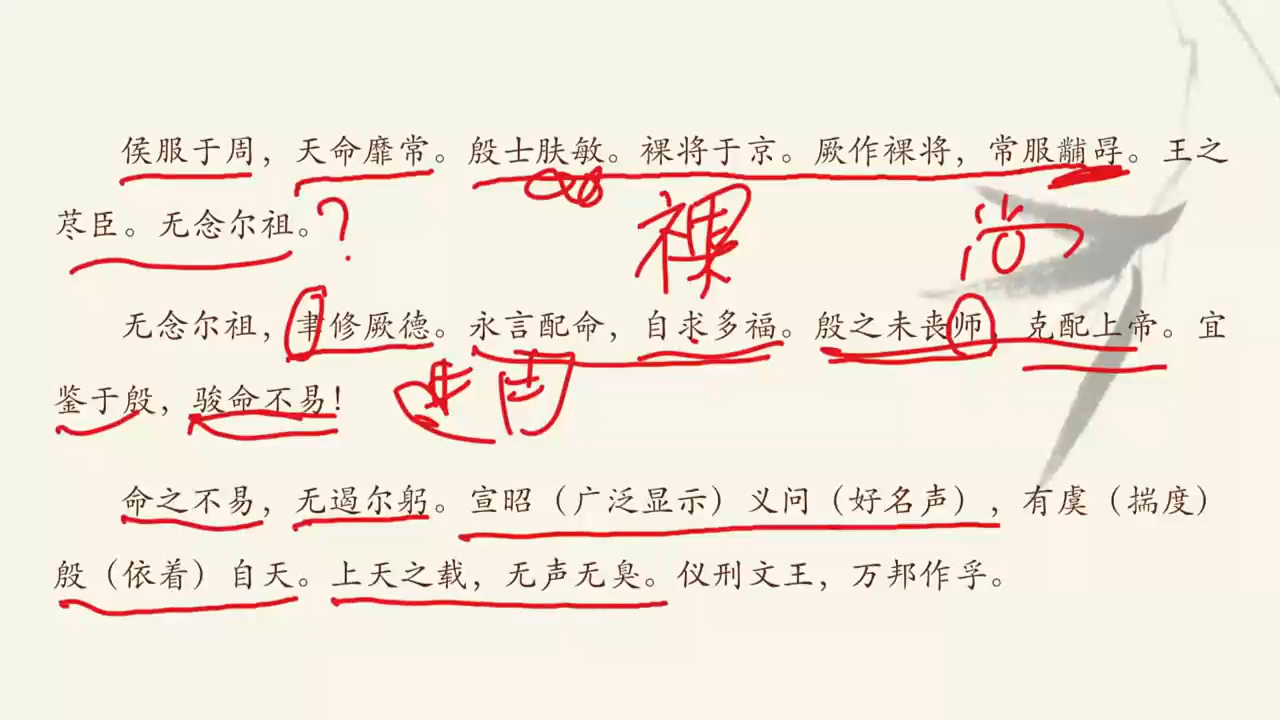 侯服于周，天命靡常。殷士肤敏。裸将于京。厥作裸将，常服黼冔。王之
荩臣。无念尔祖。?
裸
尚
无念尔祖，聿修厥德。永言配命，自求多福。殷之未丧师，克配上帝。宜
鉴于殷，骏命不易！
命之不易，无遏尔躬。宣昭（广泛显示）义问（好名声），有虞（揣度）
殷（依着）自天。上天之载，无声无臭。仪刑文王，万邦作孚。